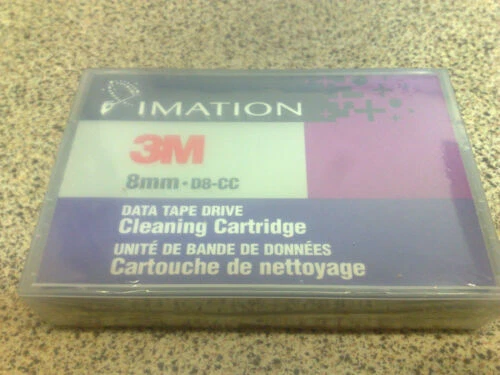 IMATION
3M
8mm • D8-CC
DATA TAPE DRIVE
Cleaning Cartridge
UNITÉ DE BANDE DE DONNÉES
Cartouche de nettoyage